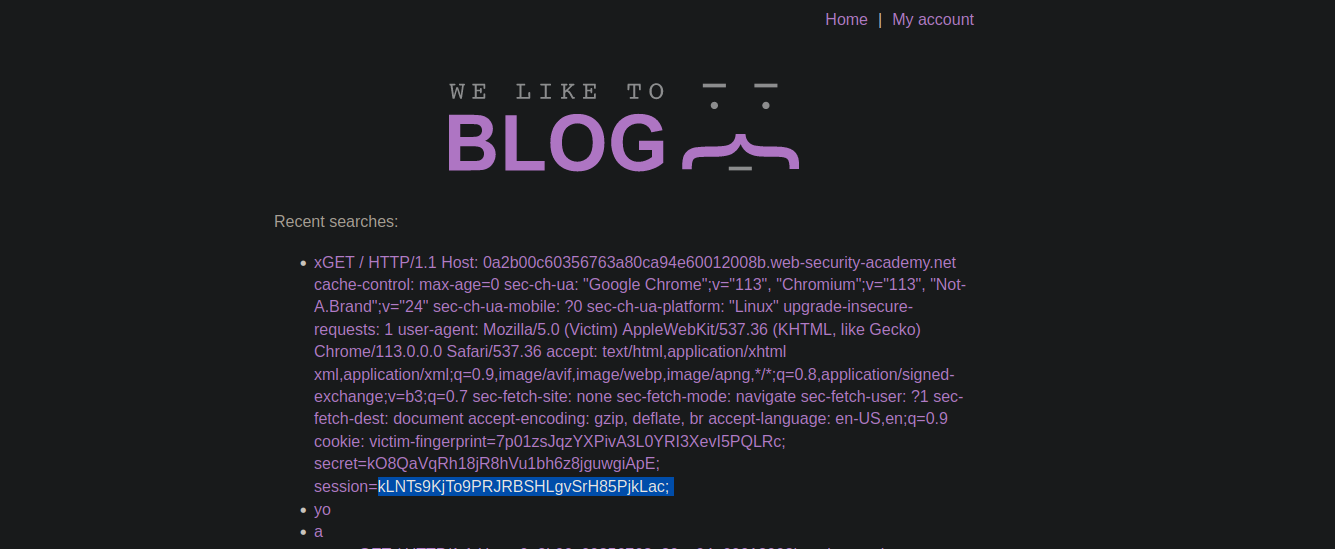 Home | My account
WE LIKE TO
BLOG
Recent searches:
xGET / HTTP/1.1 Host: 0a2b00c60356763a80ca94e60012008b.web-security-academy.net
cache-control: max-age=0 sec-ch-ua: "Google Chrome";v="113", "Chromium";v="113", "Not-
A.Brand";v="24" sec-ch-ua-mobile: ?0 sec-ch-ua-platform: "Linux" upgrade-insecure-
requests: 1 user-agent: Mozilla/5.0 (Victim) AppleWebKit/537.36 (KHTML, like Gecko)
Chrome/113.0.0.0 Safari/537.36 accept: text/html,application/xhtml
xml,application/xml;q=0.9,image/avif,image/webp,image/apng,*/*;q=0.8,application/signed-
exchange;v=b3;q=0.7 sec-fetch-site: none sec-fetch-mode: navigate sec-fetch-user: ?1 sec-
fetch-dest: document accept-encoding: gzip, deflate, br accept-language: en-US,en;q=0.9
cookie: victim-fingerprint=7p01zsJqzYXPivA3L0YRI3XevI5PQLRc;
secret=kO8QaVqRh18jR8hVu1bh6z8jguwgiApE;
session=kLNTs9KjTo9PRJRBSHLgvSrH85PjkLac;
yo
a